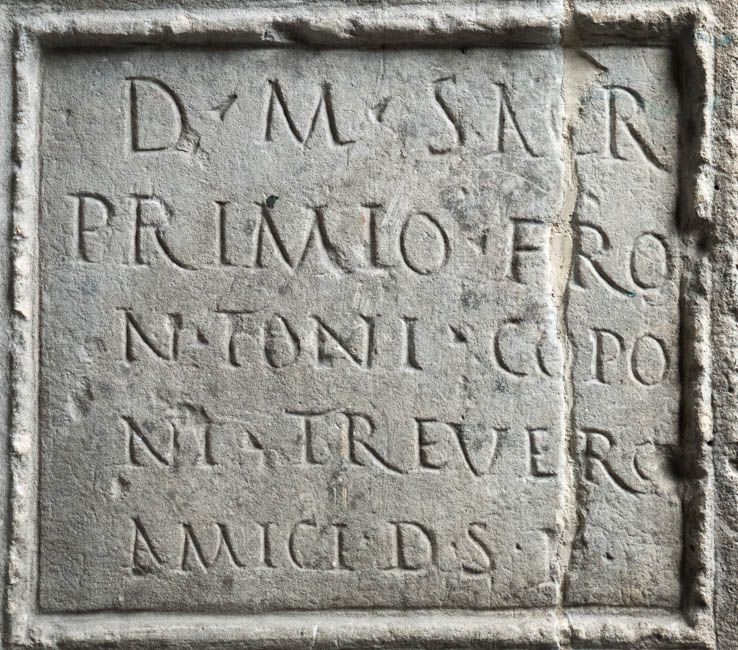 D · M · SACR
PRIMIO · FRO
N · TONI · COPO
NI · TREVERO
AMICI · D · S · P ·